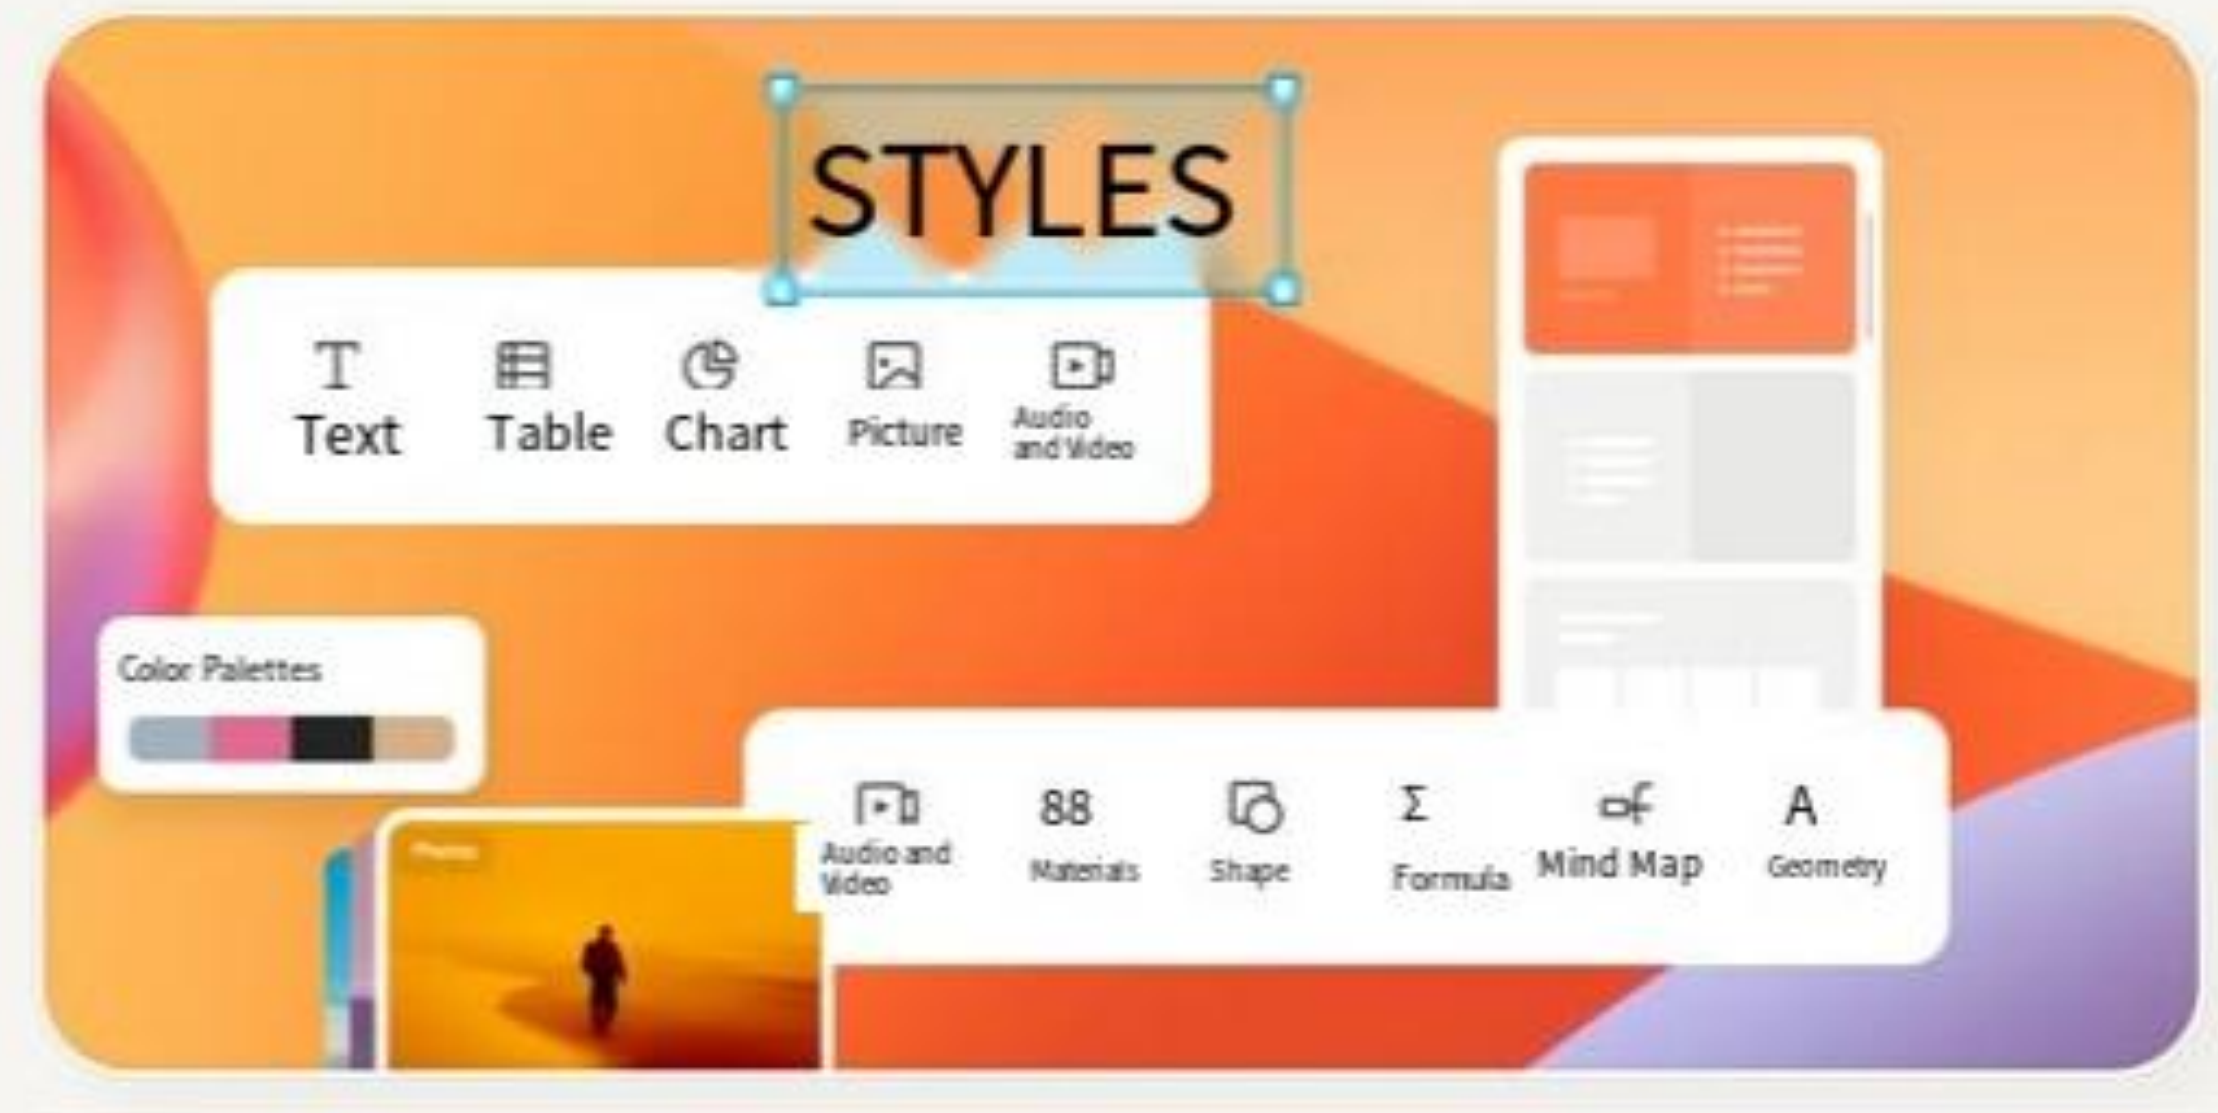 STYLES
T
Text
Table
Chart
Picture
Audio
and Video
Color Palettes
Photos
Audio and
Video
88
Materials
Shape
Σ
Formula
Mind Map
A
Geometry